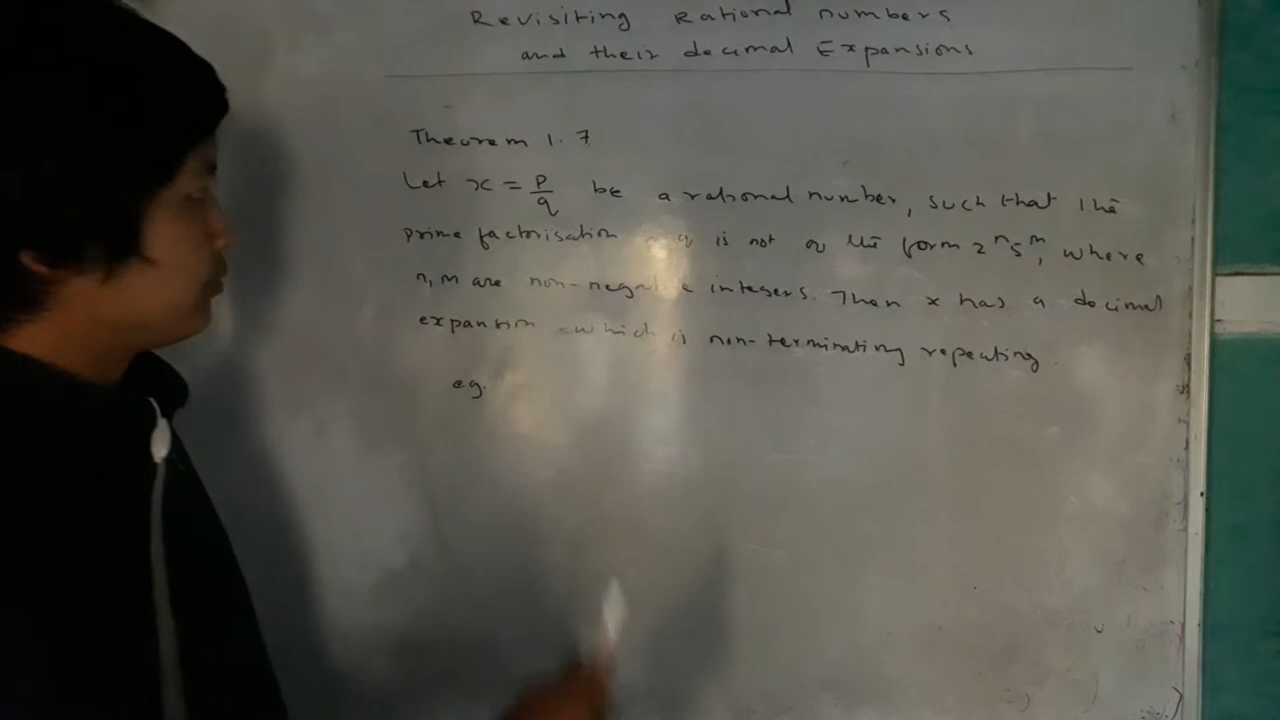 Revisiting Rational numbers
and their decimal Expansions
Theorem 1.7
Let x = p/q be a rational number, such that the
prime factorisation q is not of the form 2^n 5^m, where
n, m are non-negative integers. Then x has a decimal
expansion which is non-terminating repeating.
eg.